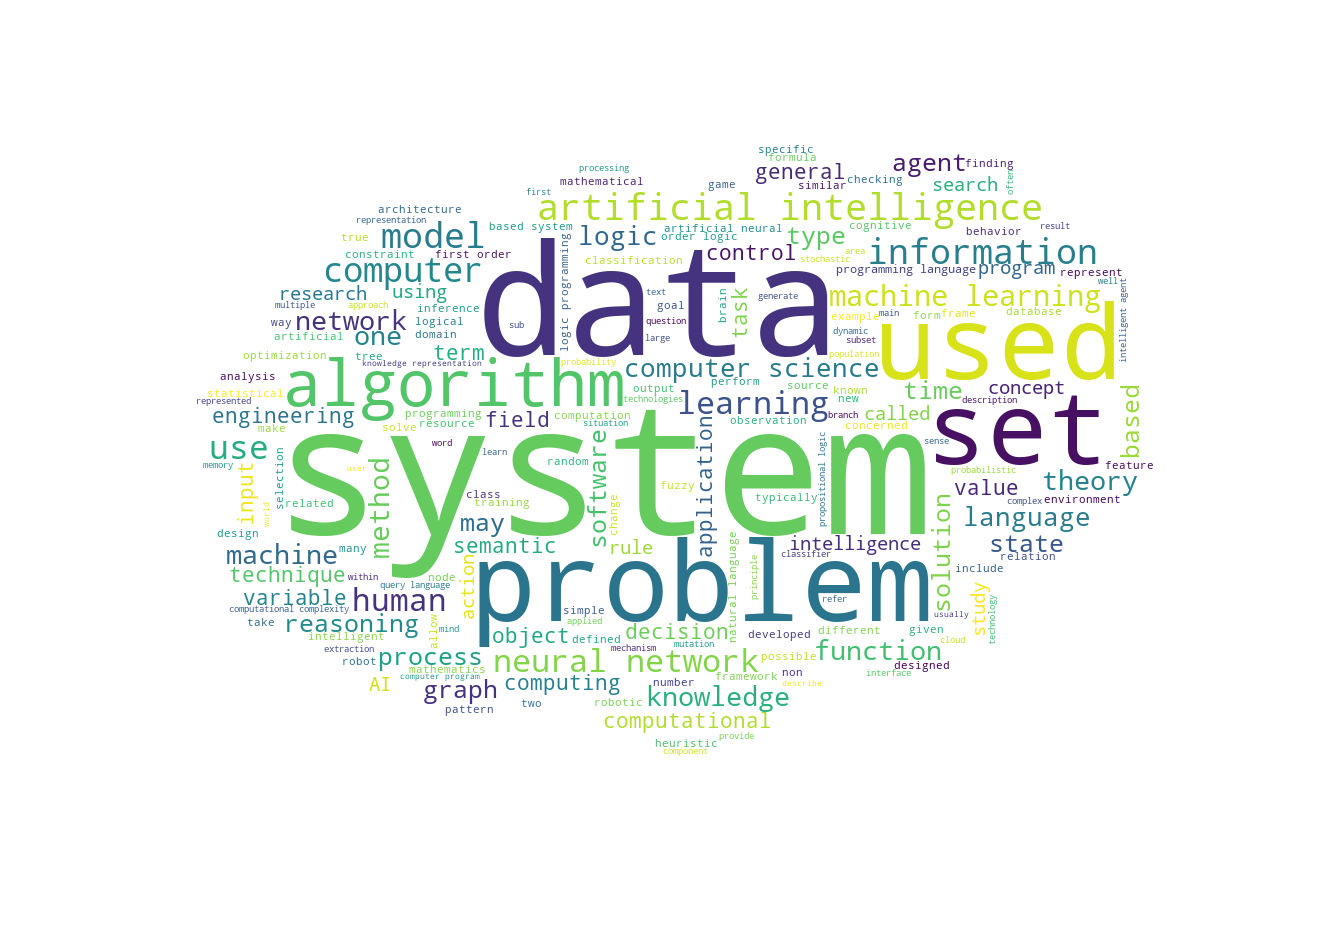 specific
formula
processing
mathematical
general
agent
finding
similar
checking
search
often
first
game
architecture
representation
based system
artificial intelligence
cognitive
behavior
result
true
model
logic
artificial neural
order logic
type
information
constraint
first order
logic programming
classification
control
stochastic
area
programming language
program
represent
computer
data
text
goal
brain
task
generate
well
research
using
multiple
approach
inference
question
machine learning
intelligent agent
way
network
logical
domain
artificial
one
sub
large
example
main
form
frame
database
dynamic
subset
used
optimization
tree
term
knowledge representation
probability
computer science
population
analysis
statistical
represented
algorithm
technologies
output
perform
source
known
time
concept
description
learning
new
engineering
programming
resource
field
computation
situation
observation
branch
called
set
based
make
solve
concerned
use
word
learn
system
sense
memory
user
random
software
fuzzy
application
typically
propositional logic
probabilistic
feature
input
world
selection
related
method
class
training
change
value
complex
environment
theory
design
may
language
machine
many
semantic
rule
intelligence
classifier
solution
state
relation
technique
within
node.
query language
action
problem
natural language
principle
include
variable
human
refer
computational complexity
simple
applied
usually
study
technology
take
reasoning
allow
mind
object
defined
decision
developed
different
given
cloud
intelligent
extraction
mechanism
mutation
robot
process
mathematics
neural network
possible
function
designed
AI
computer program
framework
non
describe
interface
graph
computing
number
knowledge
pattern
two
robotic
computational
provide
heuristic
component